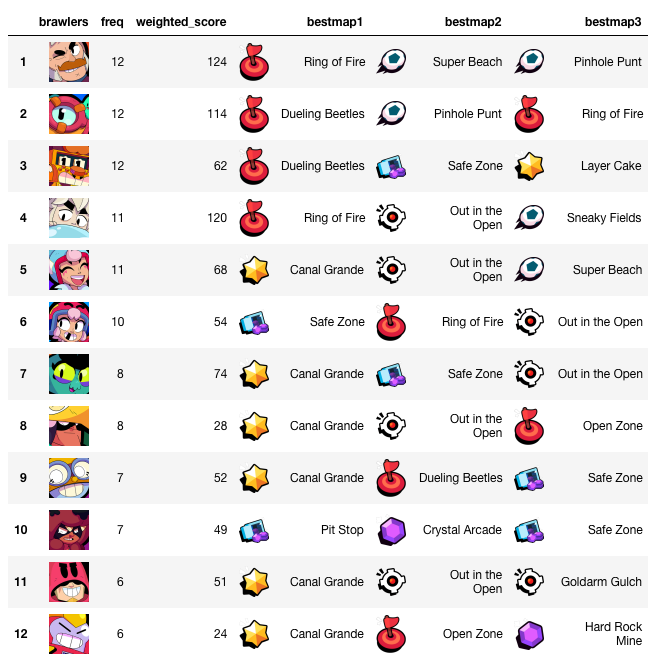 brawlers freq weighted_score bestmap1 bestmap2 bestmap3
1 12 124 Ring of Fire Super Beach Pinhole Punt
2 12 114 Dueling Beetles Pinhole Punt Ring of Fire
3 12 62 Dueling Beetles Safe Zone Layer Cake
4 11 120 Ring of Fire Out in the Open Sneaky Fields
5 11 68 Canal Grande Out in the Open Super Beach
6 10 54 Safe Zone Ring of Fire Out in the Open
7 8 74 Canal Grande Safe Zone Out in the Open
8 8 28 Canal Grande Out in the Open Open Zone
9 7 52 Canal Grande Dueling Beetles Safe Zone
10 7 49 Pit Stop Crystal Arcade Safe Zone
11 6 51 Canal Grande Out in the Open Goldarm Gulch
12 6 24 Canal Grande Open Zone Hard Rock Mine